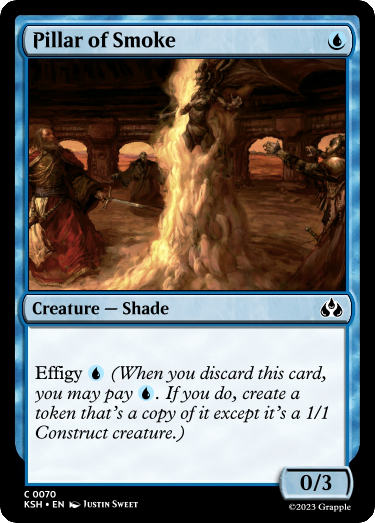 Pillar of Smoke
Creature — Shade
Effigy (When you discard this card,
you may pay . If you do, create a
token that's a copy of it except it's a 1/1
Construct creature.)
0/3
C 0070
KSH • EN Justin Sweet
©2023 Grapple